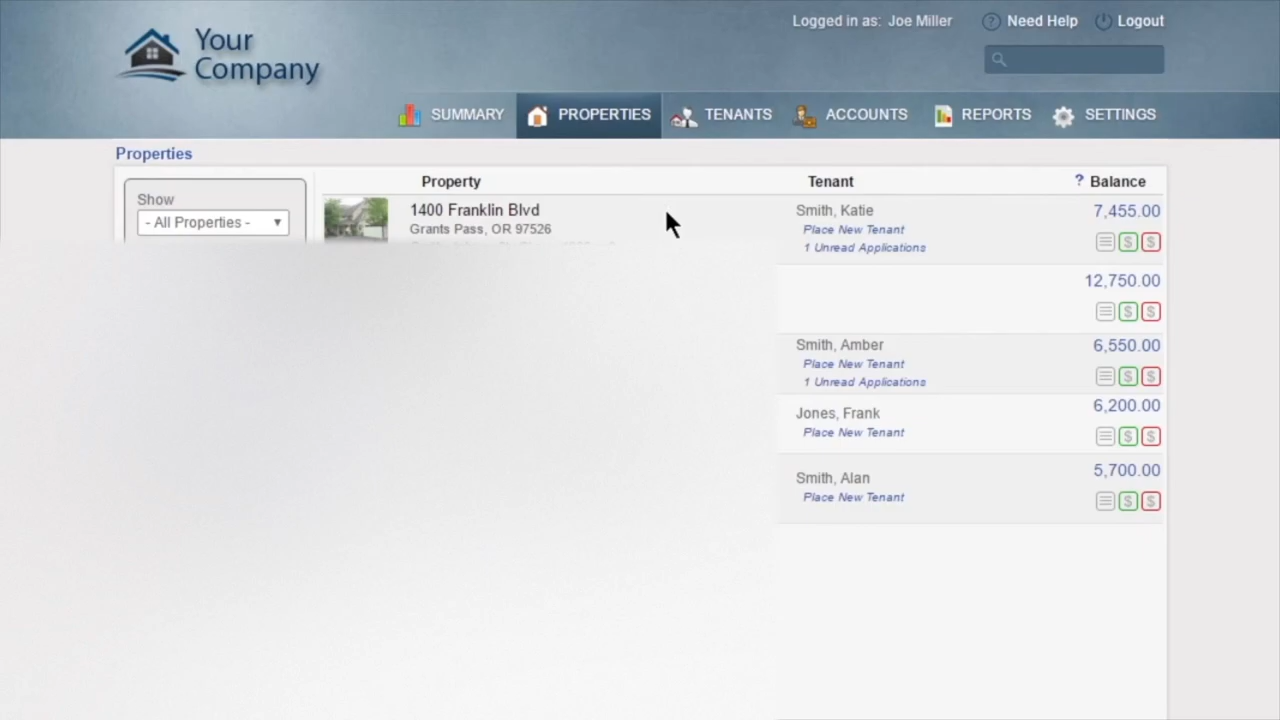 Your
Company
Logged in as: Joe Miller
Need Help
Logout
SUMMARY
PROPERTIES
TENANTS
ACCOUNTS
REPORTS
SETTINGS
Properties
Show
- All Properties -
Property
Tenant
? Balance
1400 Franklin Blvd
Grants Pass, OR 97526
Smith, Katie
Place New Tenant
1 Unread Applications
7,455.00
12,750.00
Smith, Amber
Place New Tenant
1 Unread Applications
6,550.00
Jones, Frank
Place New Tenant
6,200.00
Smith, Alan
Place New Tenant
5,700.00